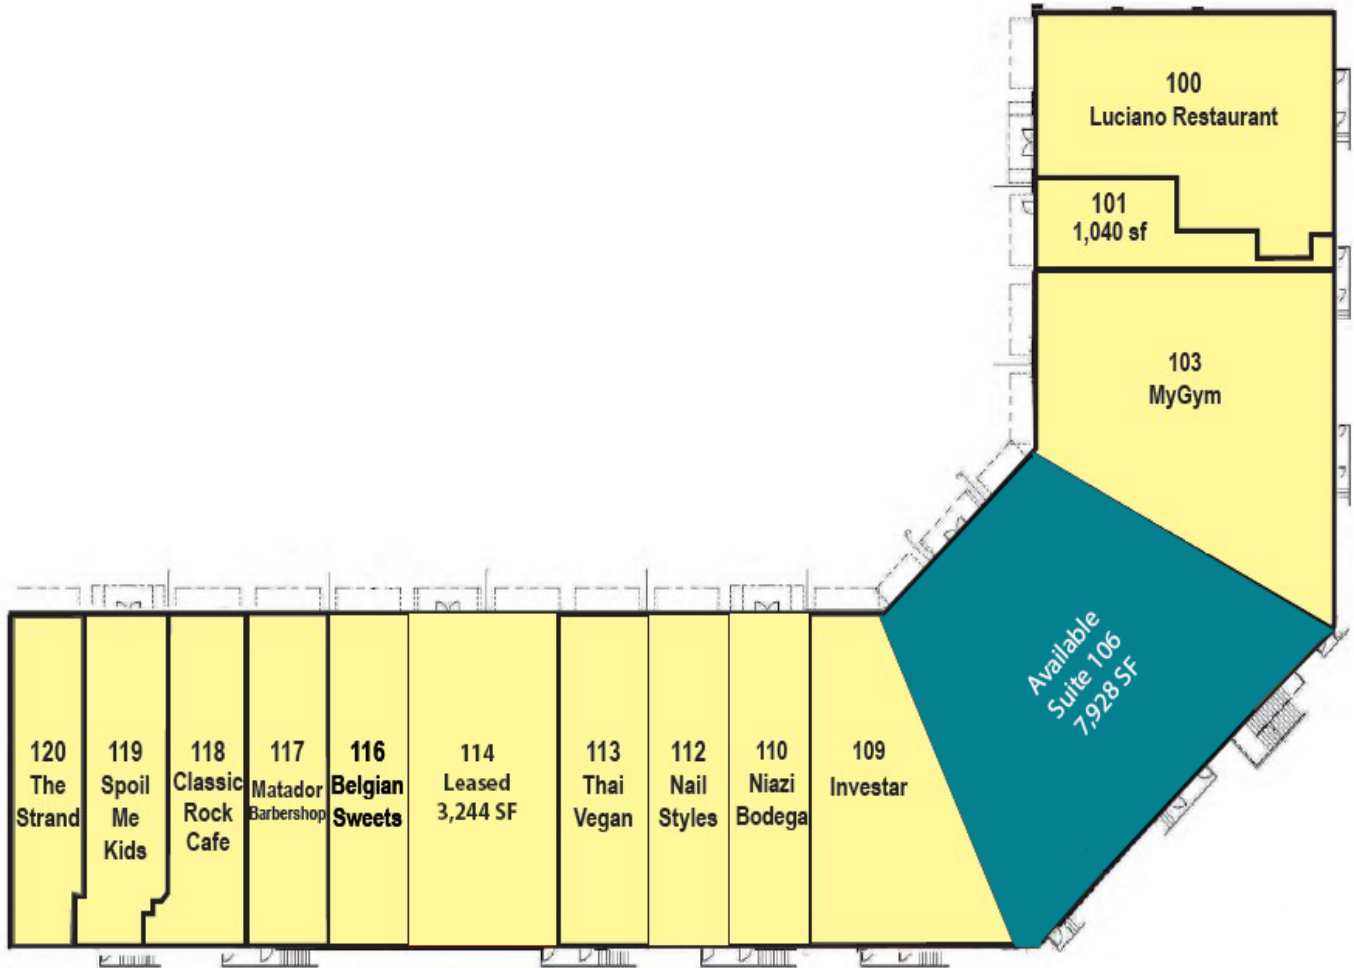 100
Luciano Restaurant
101
1,040 sf
103
MyGym
Available
Suite 106
7,928 SF
120
The
Strand
119
Spoil
Me
Kids
118
Classic
Rock
Cafe
117
Matador
Barbershop
116
Belgian
Sweets
114
Leased
3,244 SF
113
Thai
Vegan
112
Nail
Styles
110
Niazi
Bodega
109
Investar